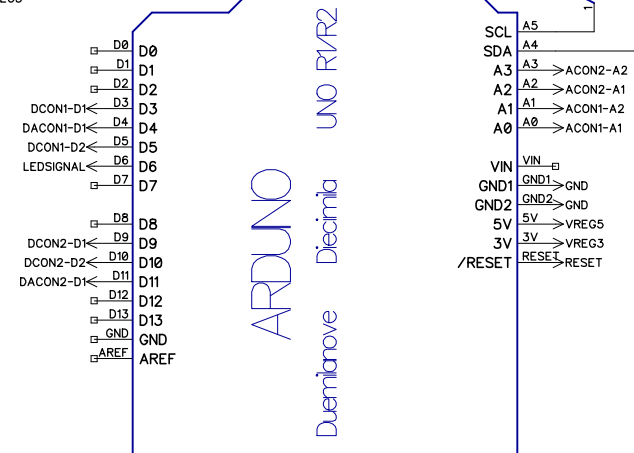 D0 D0
D1 D1
D2 D2
DCON1-D1 D3 D3
DACON1-D1 D4 D4
DCON1-D2 D5 D5
LEDSIGNAL D6 D6
D7 D7
D8 D8
DCON2-D1 D9 D9
DCON2-D2 D10 D10
DACON2-D1 D11 D11
D12 D12
D13 D13
GND GND
AREF AREF
ARDUINO
UNO R1/R2
Diecimila
Duemilanove
1
SCL A5
SDA A4
A3 A3 ACON2-A2
A2 A2 ACON2-A1
A1 A1 ACON1-A2
A0 A0 ACON1-A1
VIN VIN
GND1 GND1 GND
GND2 GND2 GND
5V 5V VREG5
3V 3V VREG3
/RESET RESET RESET